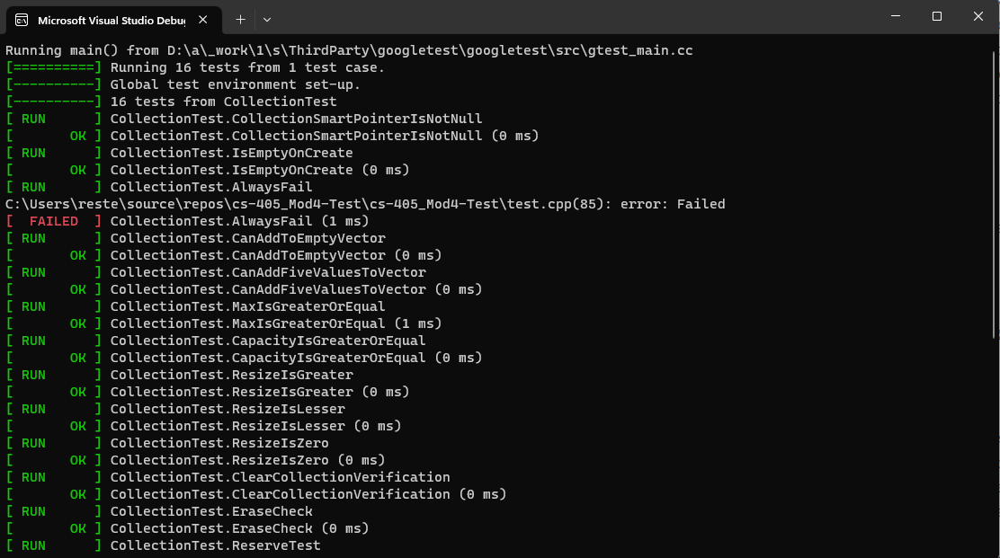 Microsoft Visual Studio Debug
Running main() from D:\a\_work\1\s\ThirdParty\googletest\googletest\src\gtest_main.cc
[==========] Running 16 tests from 1 test case.
[----------] Global test environment set-up.
[----------] 16 tests from CollectionTest
[ RUN      ] CollectionTest.CollectionSmartPointerIsNotNull
[       OK ] CollectionTest.CollectionSmartPointerIsNotNull (0 ms)
[ RUN      ] CollectionTest.IsEmptyOnCreate
[       OK ] CollectionTest.IsEmptyOnCreate (0 ms)
[ RUN      ] CollectionTest.AlwaysFail
C:\Users\reste\source\repos\cs-405_Mod4-Test\cs-405_Mod4-Test\test.cpp(85): error: Failed
[  FAILED  ] CollectionTest.AlwaysFail (1 ms)
[ RUN      ] CollectionTest.CanAddToEmptyVector
[       OK ] CollectionTest.CanAddToEmptyVector (0 ms)
[ RUN      ] CollectionTest.CanAddFiveValuesToVector
[       OK ] CollectionTest.CanAddFiveValuesToVector (0 ms)
[ RUN      ] CollectionTest.MaxIsGreaterOrEqual
[       OK ] CollectionTest.MaxIsGreaterOrEqual (1 ms)
[ RUN      ] CollectionTest.CapacityIsGreaterOrEqual
[       OK ] CollectionTest.CapacityIsGreaterOrEqual (0 ms)
[ RUN      ] CollectionTest.ResizeIsGreater
[       OK ] CollectionTest.ResizeIsGreater (0 ms)
[ RUN      ] CollectionTest.ResizeIsLesser
[       OK ] CollectionTest.ResizeIsLesser (0 ms)
[ RUN      ] CollectionTest.ResizeIsZero
[       OK ] CollectionTest.ResizeIsZero (0 ms)
[ RUN      ] CollectionTest.ClearCollectionVerification
[       OK ] CollectionTest.ClearCollectionVerification (0 ms)
[ RUN      ] CollectionTest.EraseCheck
[       OK ] CollectionTest.EraseCheck (0 ms)
[ RUN      ] CollectionTest.ReserveTest